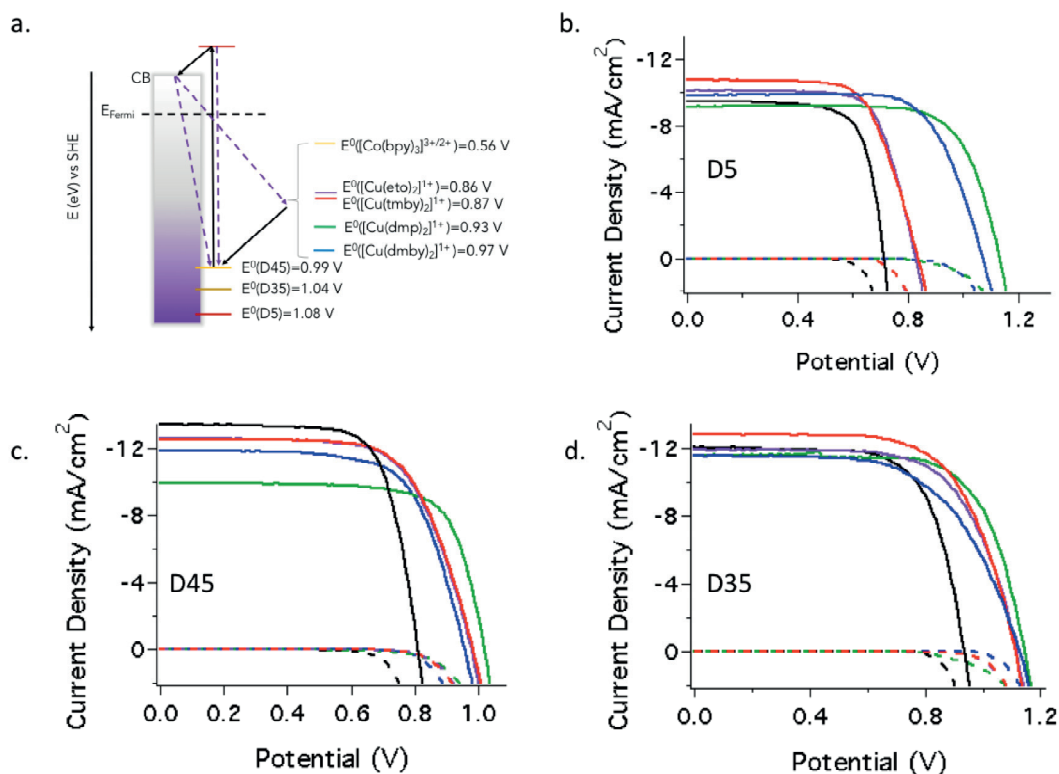 a.
CB
E_Fermi
E (eV) vs SHE
E⁰([Co(bpy)₃]³⁺/²⁺)=0.56 V
E⁰([Cu(eto)₂]¹⁺)=0.86 V
E⁰([Cu(tmby)₂]¹⁺)=0.87 V
E⁰([Cu(dmp)₂]¹⁺)=0.93 V
E⁰([Cu(dmby)₂]¹⁺)=0.97 V
E⁰(D45)=0.99 V
E⁰(D35)=1.04 V
E⁰(D5)=1.08 V
b.
Current Density (mA/cm²)
-12
-8
-4
0
D5
0.0 0.4 0.8 1.2
Potential (V)
c.
Current Density (mA/cm²)
-12
-8
-4
0
D45
0.0 0.2 0.4 0.6 0.8 1.0
Potential (V)
d.
Current Density (mA/cm²)
-12
-8
-4
0
D35
0.0 0.4 0.8 1.2
Potential (V)